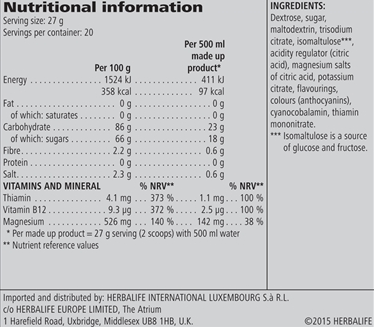 Nutritional information
Serving size: 27 g
Servings per container: 20
Per 500 ml
made up
Per 100 g product*
Energy . . . . . . . . . . . . . . . . . 1524 kJ . . . . . . . . . . . . . . 411 kJ
358 kcal . . . . . . . . . . . . . 97 kcal
Fat . . . . . . . . . . . . . . . . . . . . . . . . 0 g . . . . . . . . . . . . . . . . . . 0 g
of which: saturates . . . . . . . . . 0 g . . . . . . . . . . . . . . . . . . 0 g
Carbohydrate . . . . . . . . . . . . . 86 g . . . . . . . . . . . . . . . . . 23 g
of which: sugars . . . . . . . . . . 66 g . . . . . . . . . . . . . . . . . 18 g
Fibre. . . . . . . . . . . . . . . . . . . . 2.2 g . . . . . . . . . . . . . . . . 0.6 g
Protein . . . . . . . . . . . . . . . . . . . . 0 g . . . . . . . . . . . . . . . . . . 0 g
Salt. . . . . . . . . . . . . . . . . . . . . 2.3 g . . . . . . . . . . . . . . . . 0.6 g
VITAMINS AND MINERAL % NRV** % NRV**
Thiamin . . . . . . . . . . . 4.1 mg . . . 373 % . . . . . 1.1 mg . . . 100 %
Vitamin B12 . . . . . . . . . . 9.3 µg . . . 372 % . . . . . 2.5 µg . . . 100 %
Magnesium . . . . . . . . . 526 mg . . . 140 % . . . . 142 mg . . . . 38 %
* Per made up product = 27 g serving (2 scoops) with 500 ml water
** Nutrient reference values
INGREDIENTS:
Dextrose, sugar,
maltodextrin, trisodium
citrate, isomaltulose***,
acidity regulator (citric
acid), magnesium salts
of citric acid, potassium
citrate, flavourings,
colours (anthocyanins),
cyanocobalamin, thiamin
mononitrate.
*** Isomaltulose is a source
of glucose and fructose.
Imported and distributed by: HERBALIFE INTERNATIONAL LUXEMBOURG S.à R.L.
c/o HERBALIFE EUROPE LIMITED, The Atrium
1 Harefield Road, Uxbridge, Middlesex UB8 1HB, U.K. ©2015 HERBALIFE